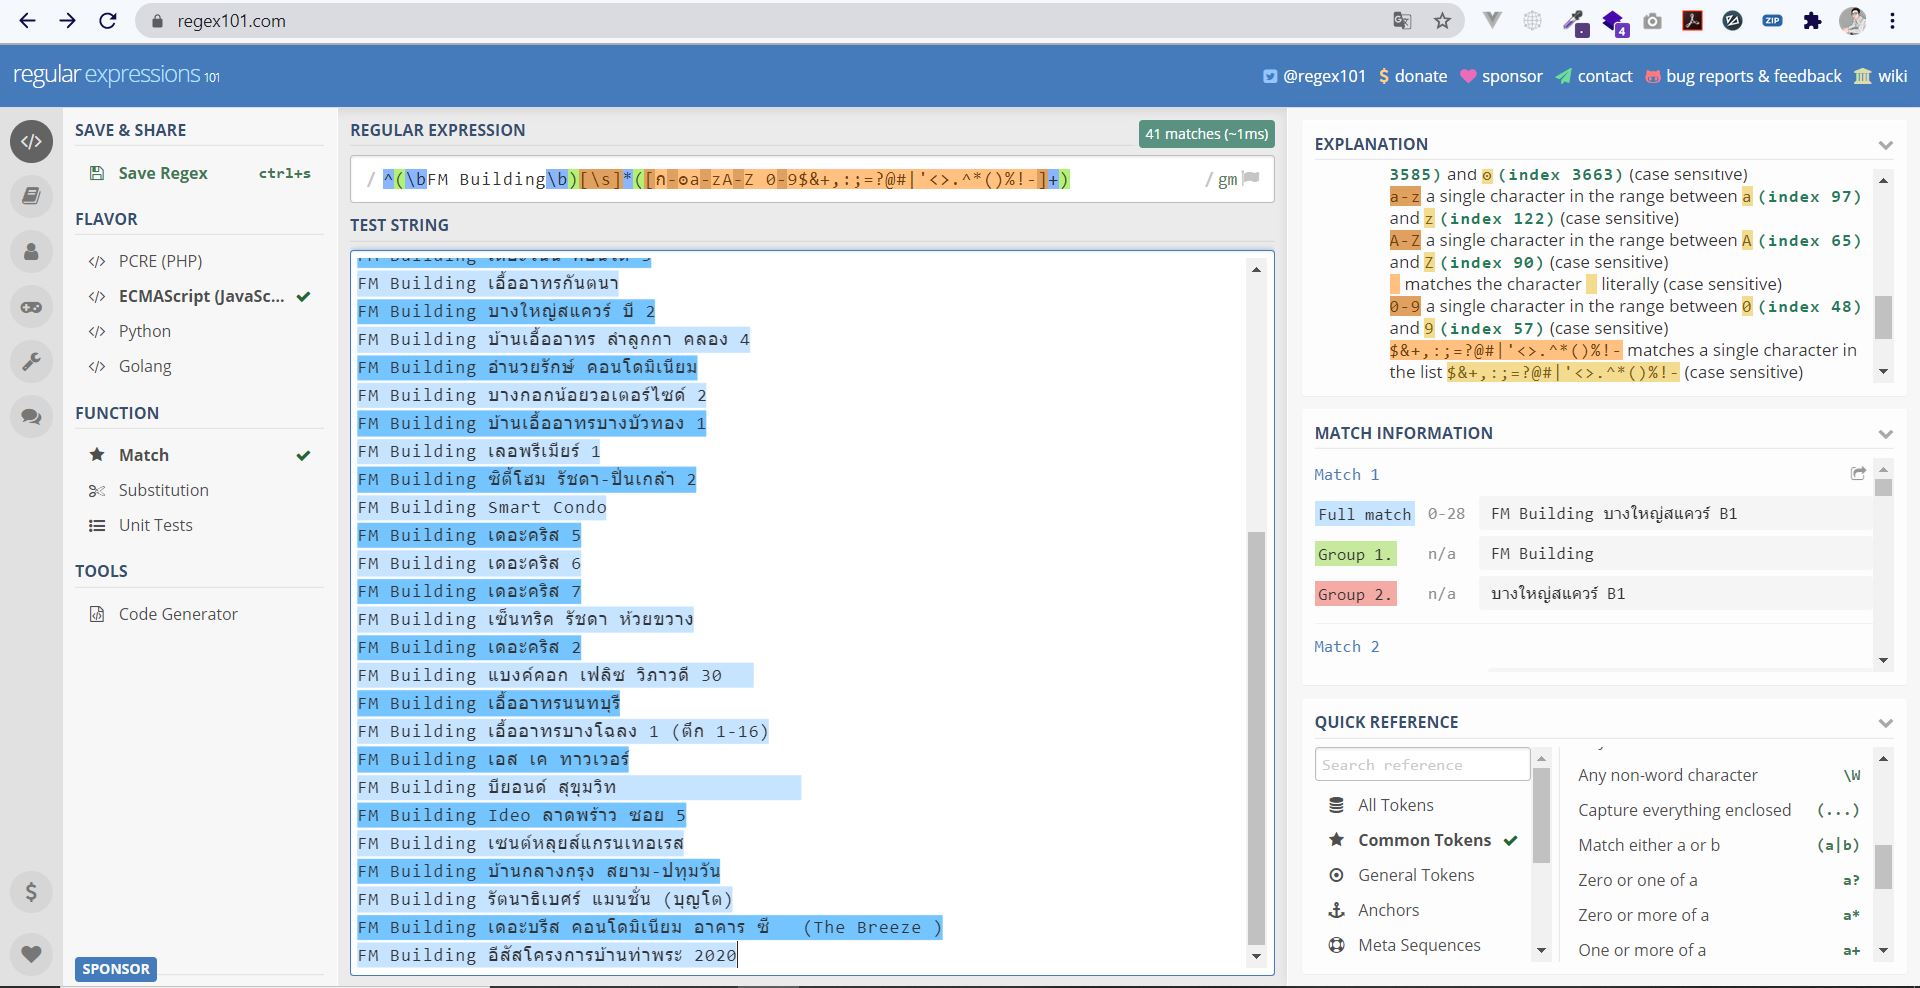 regex101.com
4
ZIP
regular expressions 101
@regex101
donate
sponsor
contact
bug reports & feedback
wiki
SAVE & SHARE
Save Regex ctrl+s
FLAVOR
</> PCRE (PHP)
</> ECMAScript (JavaSc...
</> Python
</> Golang
FUNCTION
Match
Substitution
Unit Tests
TOOLS
Code Generator
SPONSOR
REGULAR EXPRESSION
41 matches (~1ms)
/ ^(\bFM Building\b)[\s]*([ก-๏a-zA-Z 0-9$&+,:;=?@#|'<>.^*()%!-]+) / gm
TEST STRING
FM Building เอื้ออาทรกันตนา
FM Building บางใหญ่สแควร์ บี 2
FM Building บ้านเอื้ออาทร ลำลูกกา คลอง 4
FM Building อำนวยรักษ์ คอนโดมิเนียม
FM Building บางกอกน้อยวอเตอร์ไซด์ 2
FM Building บ้านเอื้ออาทรบางบัวทอง 1
FM Building เลอพรีเมียร์ 1
FM Building ซิตี้โฮม รัชดา-ปิ่นเกล้า 2
FM Building Smart Condo
FM Building เดอะคริส 5
FM Building เดอะคริส 6
FM Building เดอะคริส 7
FM Building เซ็นทริค รัชดา ห้วยขวาง
FM Building เดอะคริส 2
FM Building แบงค์คอก เฟลิซ วิภาวดี 30
FM Building เอื้ออาทรนนทบุรี
FM Building เอื้ออาทรบางโฉลง 1 (ตึก 1-16)
FM Building เอส เค ทาวเวอร์
FM Building บียอนด์ สุขุมวิท
FM Building Ideo ลาดพร้าว ซอย 5
FM Building เซนต์หลุยส์แกรนเทอเรส
FM Building บ้านกลางกรุง สยาม-ปทุมวัน
FM Building รัตนาธิเบศร์ แมนชั่น (บุญโต)
FM Building เดอะบรีส คอนโดมิเนียม อาคาร ซี (The Breeze )
FM Building อีสัสโครงการบ้านท่าพระ 2020
EXPLANATION
3585) and ๏ (index 3663) (case sensitive)
a-z a single character in the range between a (index 97)
and z (index 122) (case sensitive)
A-Z a single character in the range between A (index 65)
and Z (index 90) (case sensitive)
matches the character literally (case sensitive)
0-9 a single character in the range between 0 (index 48)
and 9 (index 57) (case sensitive)
$&+,:;=?@#|'<>.^*()%!- matches a single character in
the list $&+,:;=?@#|'<>.^*()%!- (case sensitive)
MATCH INFORMATION
Match 1
Full match 0-28 FM Building บางใหญ่สแควร์ B1
Group 1. n/a FM Building
Group 2. n/a บางใหญ่สแควร์ B1
Match 2
QUICK REFERENCE
Search reference
All Tokens
Common Tokens
General Tokens
Anchors
Meta Sequences
Any non-word character \W
Capture everything enclosed (...)
Match either a or b (a|b)
Zero or one of a a?
Zero or more of a a*
One or more of a a+